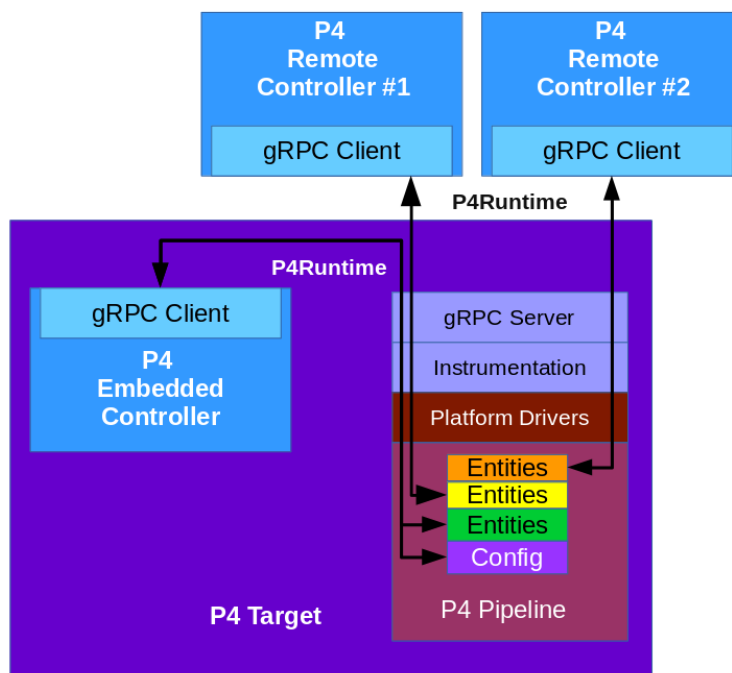 P4
Remote
Controller #1
gRPC Client
P4
Remote
Controller #2
gRPC Client
P4Runtime
P4Runtime
gRPC Client
P4
Embedded
Controller
gRPC Server
Instrumentation
Platform Drivers
Entities
Entities
Entities
Config
P4 Pipeline
P4 Target